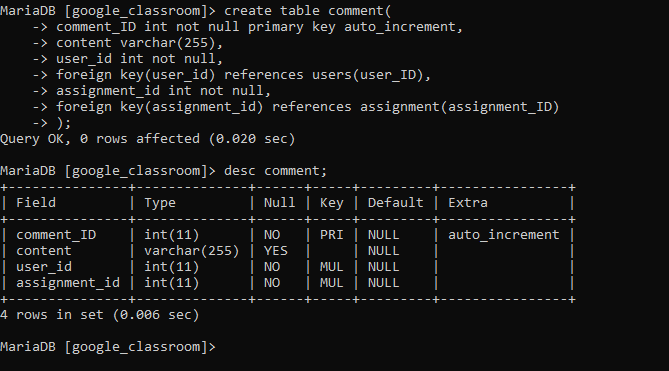 MariaDB [google_classroom]> create table comment(
    -> comment_ID int not null primary key auto_increment,
    -> content varchar(255),
    -> user_id int not null,
    -> foreign key(user_id) references users(user_ID),
    -> assignment_id int not null,
    -> foreign key(assignment_id) references assignment(assignment_ID)
    -> );
Query OK, 0 rows affected (0.020 sec)

MariaDB [google_classroom]> desc comment;
+---------------+--------------+------+-----+---------+----------------+
| Field         | Type         | Null | Key | Default | Extra          |
+---------------+--------------+------+-----+---------+----------------+
| comment_ID    | int(11)      | NO   | PRI | NULL    | auto_increment |
| content       | varchar(255) | YES  |     | NULL    |                |
| user_id       | int(11)      | NO   | MUL | NULL    |                |
| assignment_id | int(11)      | NO   | MUL | NULL    |                |
+---------------+--------------+------+-----+---------+----------------+
4 rows in set (0.006 sec)

MariaDB [google_classroom]>